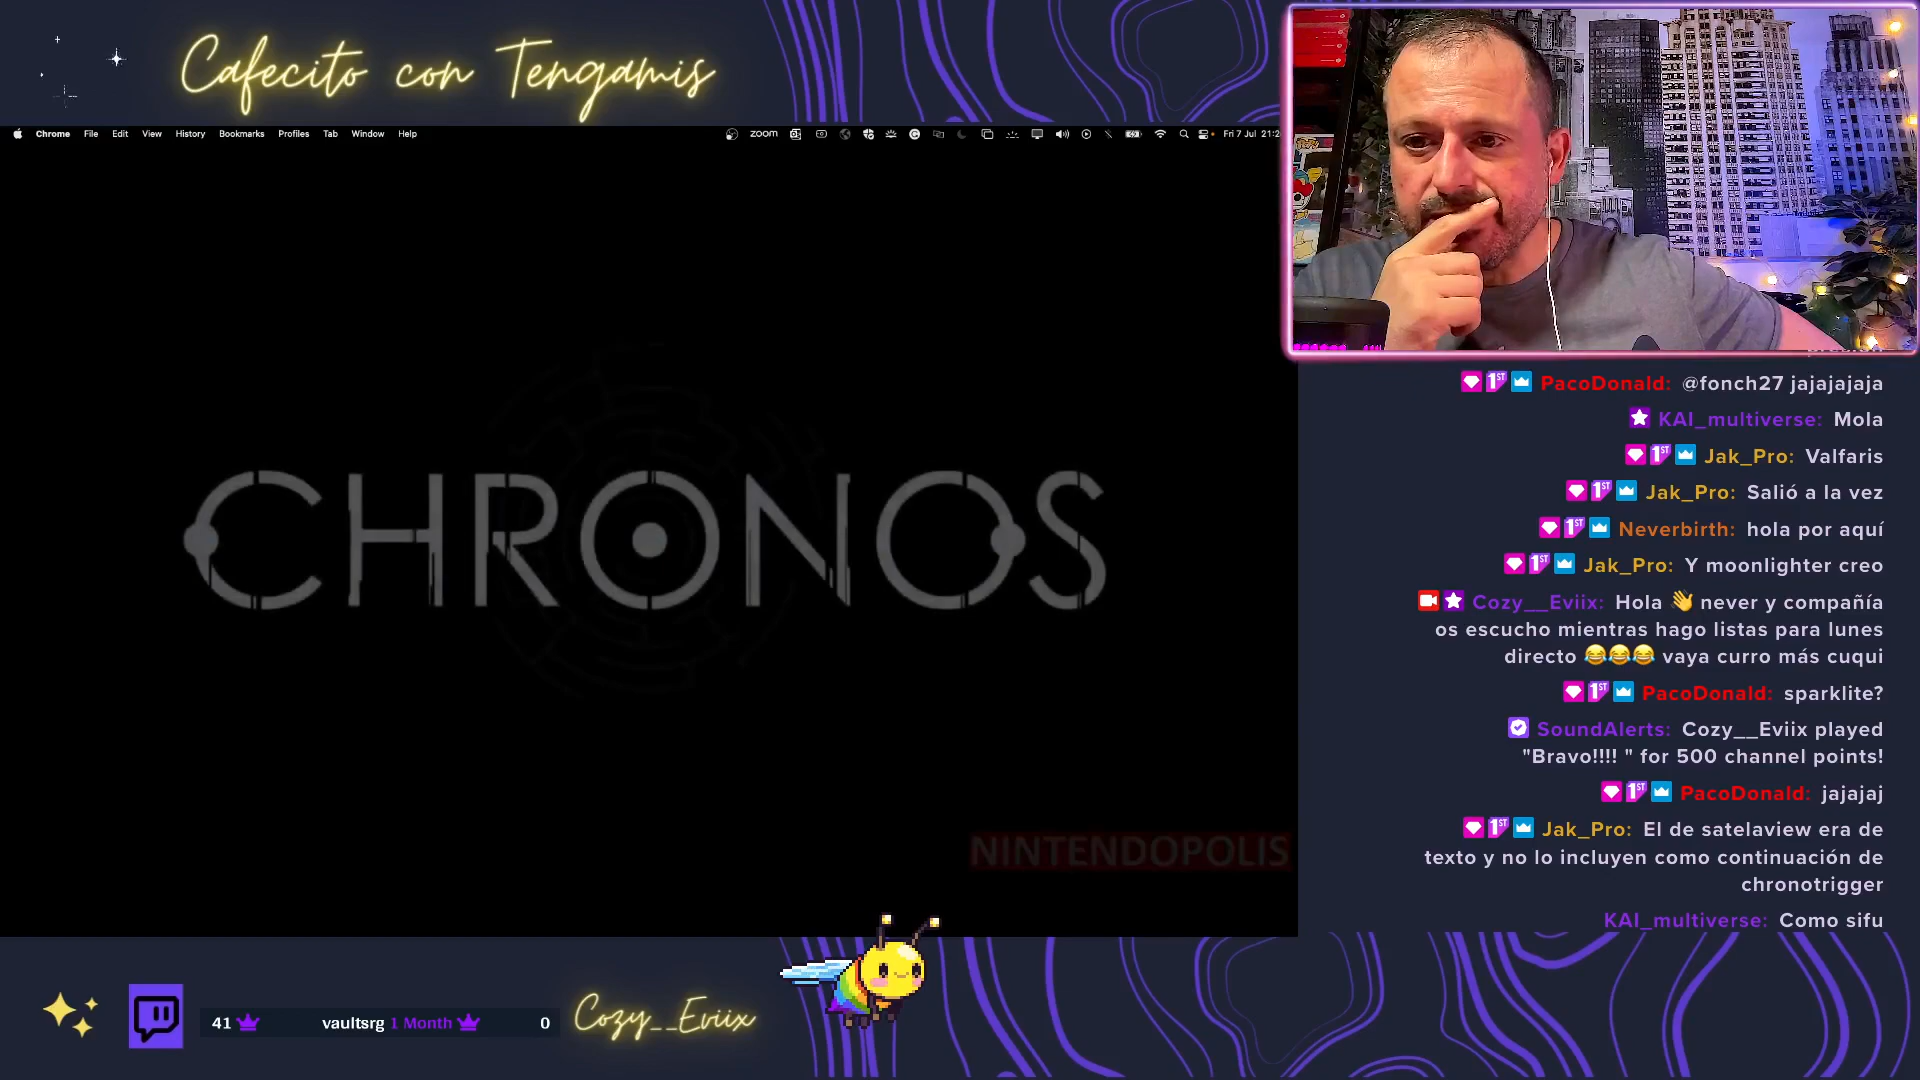 Cafecito con Tengamis
Chrome File Edit View History Bookmarks Profiles Tab Window Help
zoom Fri 7 Jul 21:2
CHRONOS
NINTENDOPOLIS
PacoDonald: @fonch27 jajajajaja
KAI_multiverse: Mola
Jak_Pro: Valfaris
Jak_Pro: Salió a la vez
Neverbirth: hola por aquí
Jak_Pro: Y moonlighter creo
Cozy__Eviix: Hola 👋 never y compañía
os escucho mientras hago listas para lunes
directo 😂😂😂 vaya curro más cuqui
PacoDonald: sparklite?
SoundAlerts: Cozy__Eviix played
"Bravo!!!! " for 500 channel points!
PacoDonald: jajajaj
Jak_Pro: El de satelaview era de
texto y no lo incluyen como continuación de
chronotrigger
KAI_multiverse: Como sifu
41 vaultsrg 1 Month 0
Cozy__Eviix